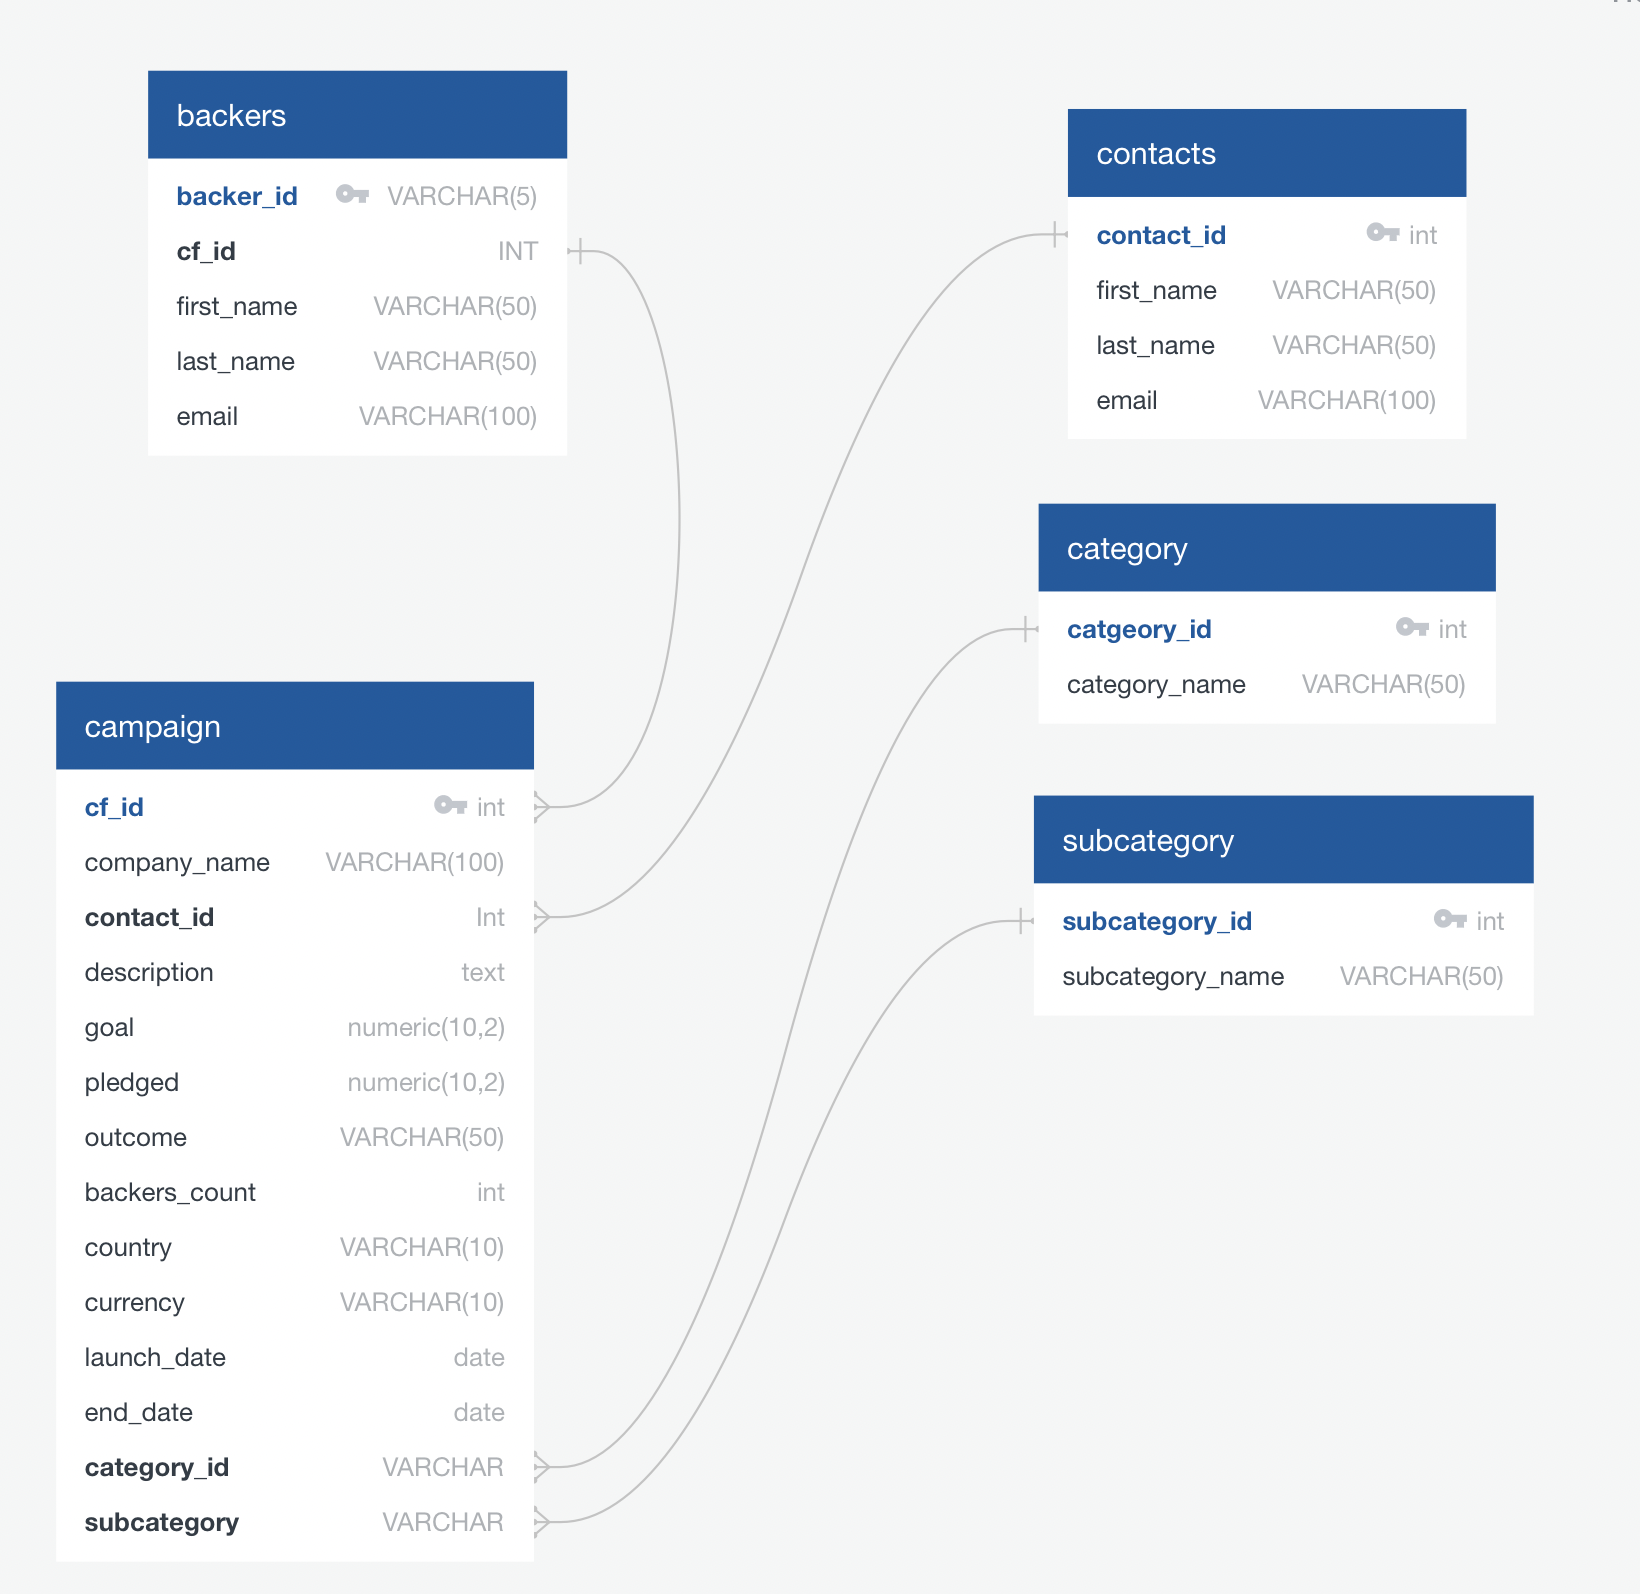 backers
backer_id VARCHAR(5)
cf_id INT
first_name VARCHAR(50)
last_name VARCHAR(50)
email VARCHAR(100)
contacts
contact_id int
first_name VARCHAR(50)
last_name VARCHAR(50)
email VARCHAR(100)
category
catgeory_id int
category_name VARCHAR(50)
campaign
cf_id int
company_name VARCHAR(100)
contact_id Int
description text
goal numeric(10,2)
pledged numeric(10,2)
outcome VARCHAR(50)
backers_count int
country VARCHAR(10)
currency VARCHAR(10)
launch_date date
end_date date
category_id VARCHAR
subcategory VARCHAR
subcategory
subcategory_id int
subcategory_name VARCHAR(50)